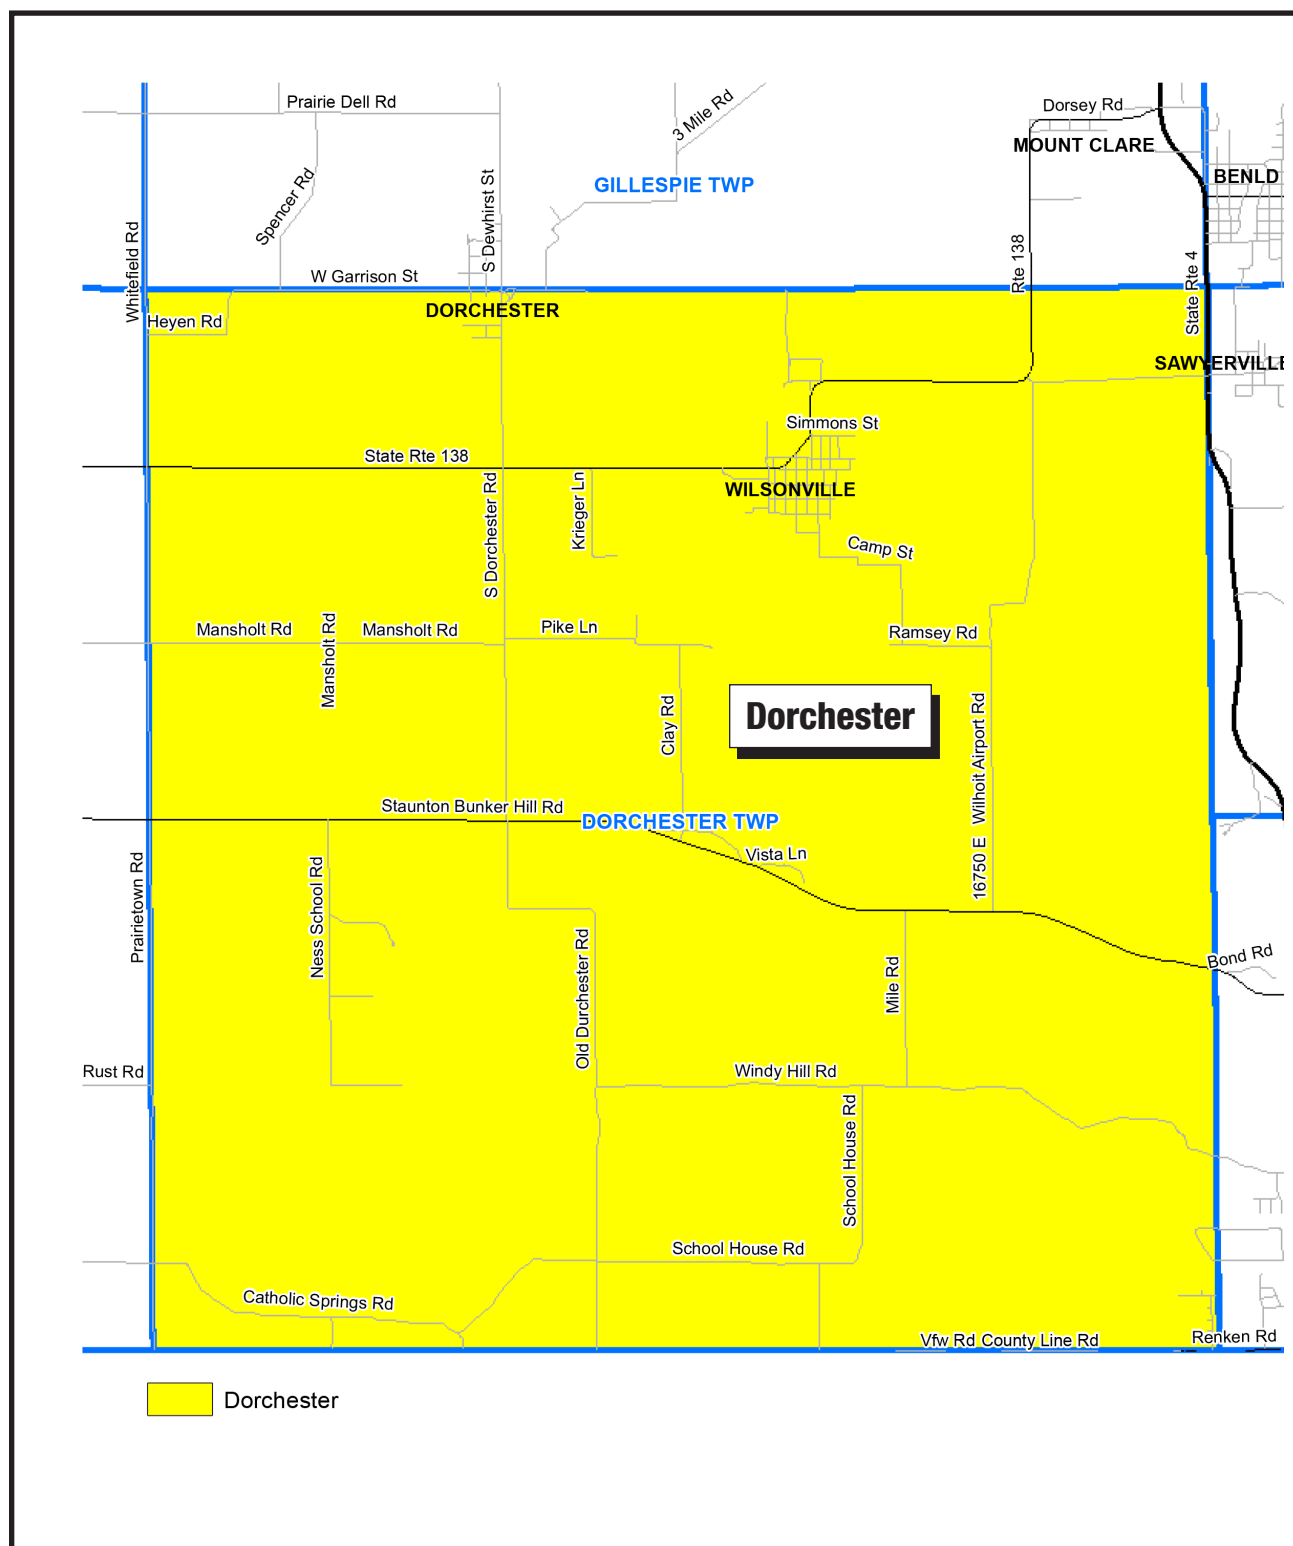 Prairie Dell Rd
3 Mile Rd
Dorsey Rd
MOUNT CLARE
BENLD
GILLESPIE TWP
Spencer Rd
S Dewhirst St
Whitefield Rd
W Garrison St
Rte 138
State Rte 4
Heyen Rd
DORCHESTER
SAWYERVILLE
Simmons St
State Rte 138
WILSONVILLE
S Dorchester Rd
Krieger Ln
Camp St
Mansholt Rd
Mansholt Rd
Mansholt Rd
Pike Ln
Ramsey Rd
Clay Rd
Dorchester
16750 E Wilhoit Airport Rd
Staunton Bunker Hill Rd
DORCHESTER TWP
Vista Ln
Prairietown Rd
Ness School Rd
Old Durchester Rd
Mile Rd
Bond Rd
Rust Rd
Windy Hill Rd
School House Rd
School House Rd
Catholic Springs Rd
Vfw Rd County Line Rd
Renken Rd
Dorchester